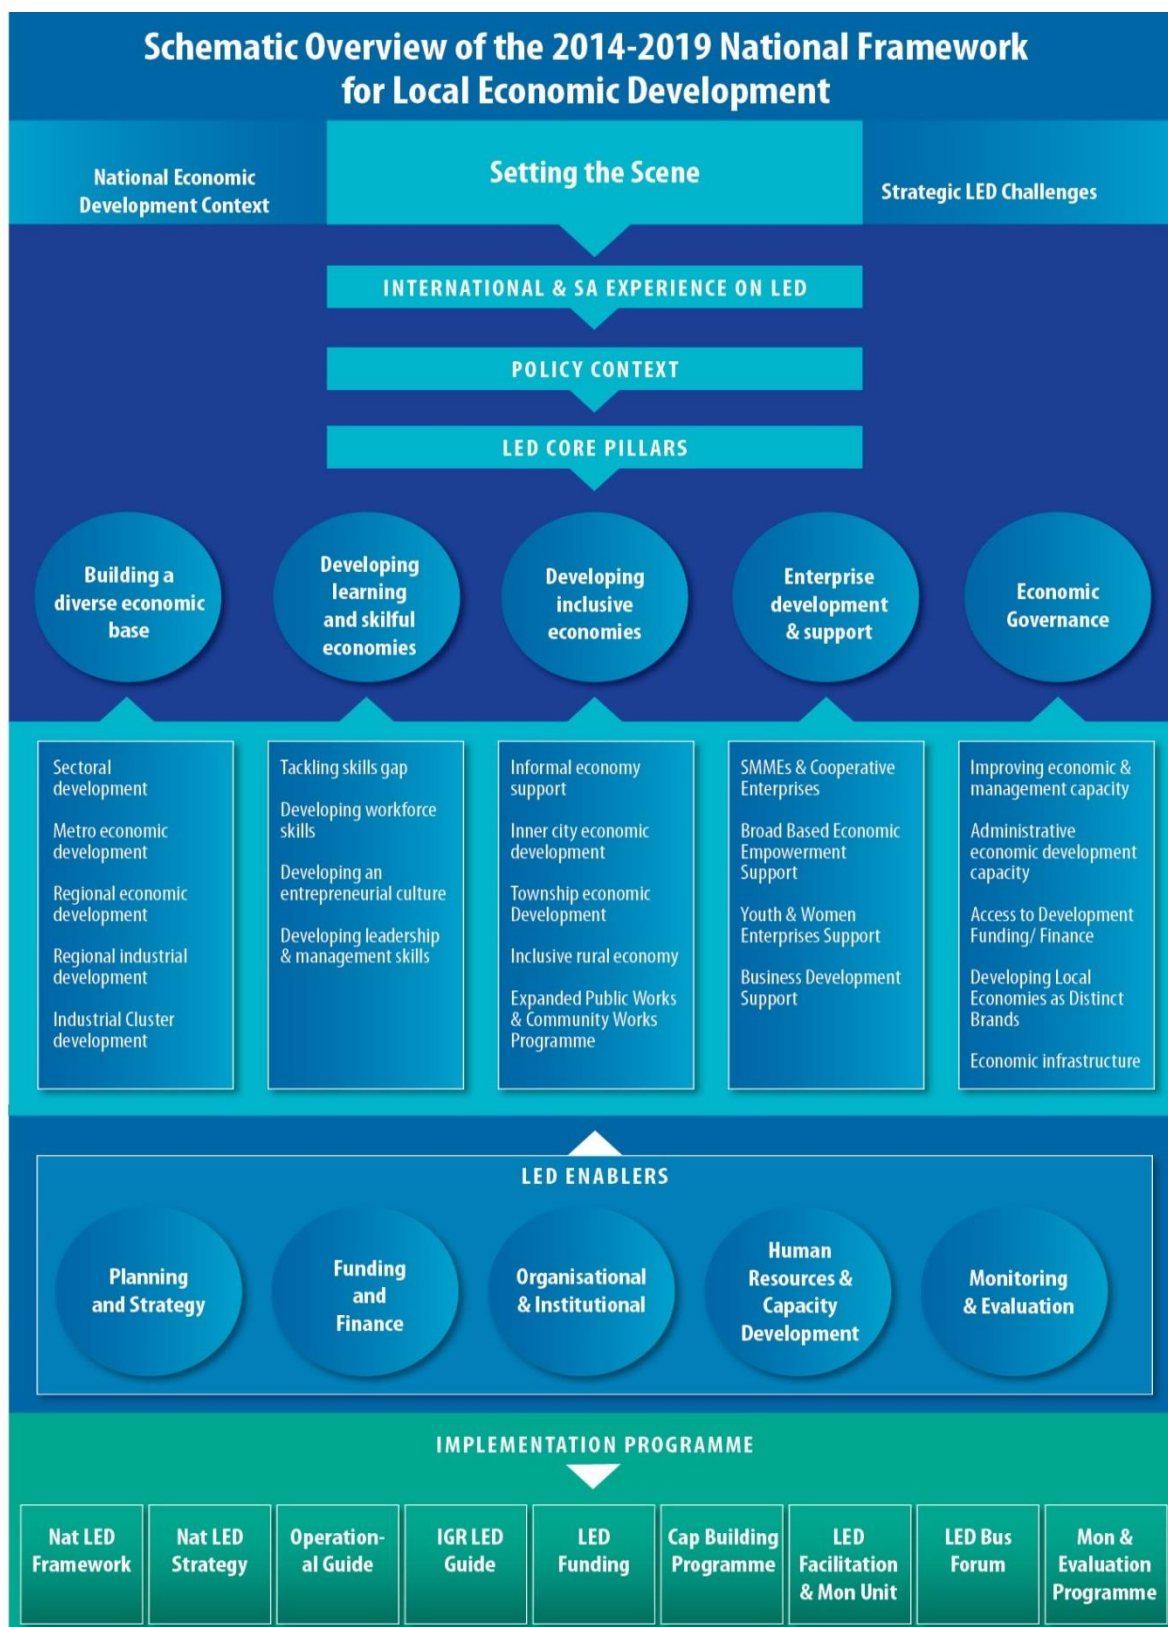 Schematic Overview of the 2014-2019 National Framework
for Local Economic Development
National Economic
Development Context
Setting the Scene
Strategic LED Challenges
INTERNATIONAL & SA EXPERIENCE ON LED
POLICY CONTEXT
LED CORE PILLARS
Building a
diverse economic
base
Developing
learning
and skilful
economies
Developing
inclusive
economies
Enterprise
development
& support
Economic
Governance
Sectoral
development
Metro economic
development
Regional economic
development
Regional industrial
development
Industrial Cluster
development
Tackling skills gap
Developing workforce
skills
Developing an
entrepreneurial culture
Developing leadership
& management skills
Informal economy
support
Inner city economic
development
Township economic
Development
Inclusive rural economy
Expanded Public Works
& Community Works
Programme
SMMEs & Cooperative
Enterprises
Broad Based Economic
Empowerment
Support
Youth & Women
Enterprises Support
Business Development
Support
Improving economic &
management capacity
Administrative
economic development
capacity
Access to Development
Funding/ Finance
Developing Local
Economies as Distinct
Brands
Economic infrastructure
LED ENABLERS
Planning
and Strategy
Funding
and
Finance
Organisational
& Institutional
Human
Resources &
Capacity
Development
Monitoring
& Evaluation
IMPLEMENTATION PROGRAMME
Nat LED
Framework
Nat LED
Strategy
Operation-
al Guide
IGR LED
Guide
LED
Funding
Cap Building
Programme
LED
Facilitation
& Mon Unit
LED Bus
Forum
Mon &
Evaluation
Programme